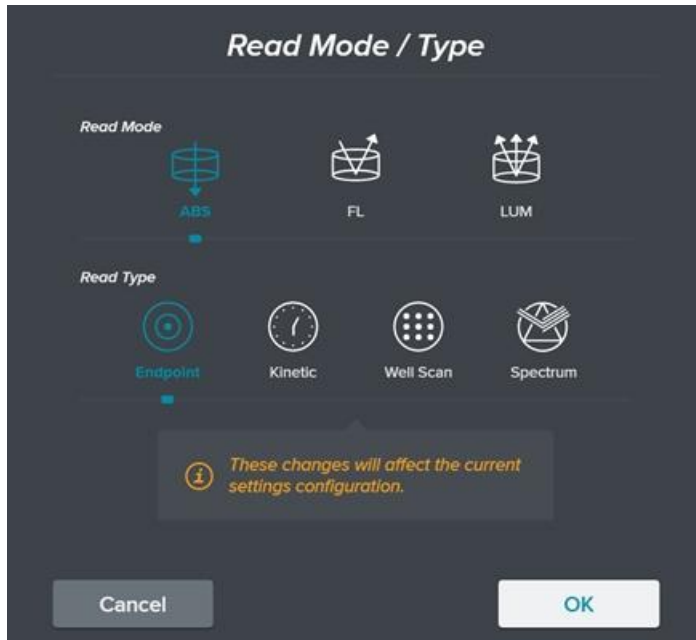 Read Mode / Type
Read Mode
ABS
FL
LUM
Read Type
Endpoint
Kinetic
Well Scan
Spectrum
These changes will affect the current
settings configuration.
Cancel
OK